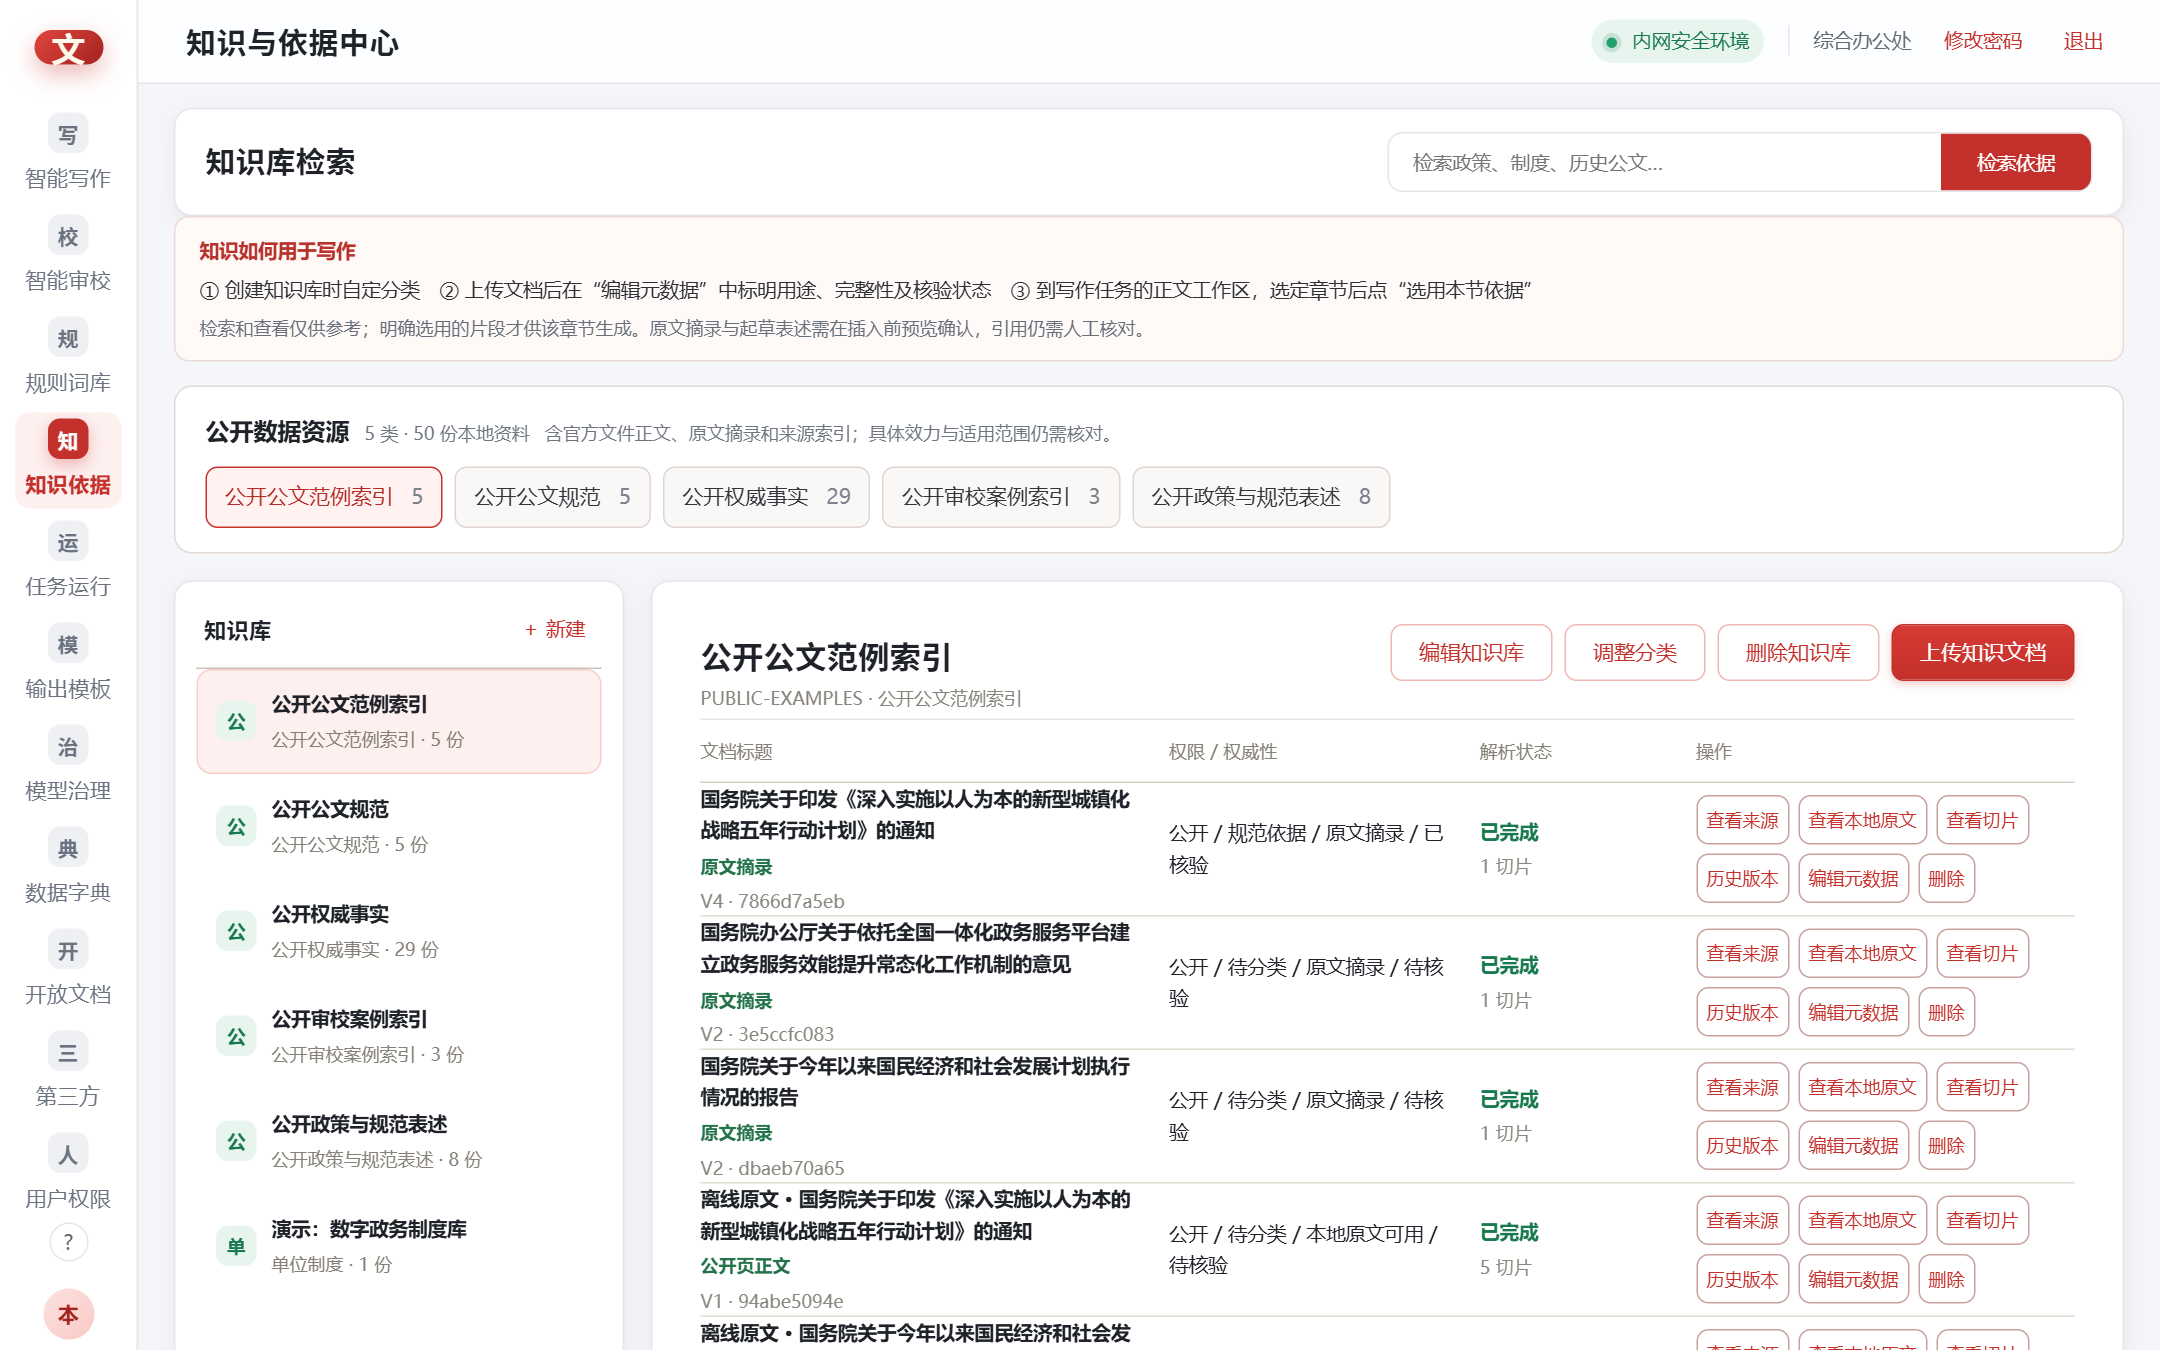 文
写
智能写作
校
智能审校
规
规则词库
知
知识依据
运
任务运行
模
输出模板
治
模型治理
典
数据字典
开
开放文档
三
第三方
人
用户权限
?
本
知识与依据中心
内网安全环境
综合办公处
修改密码
退出
知识库检索
检索政策、制度、历史公文...
检索依据
知识如何用于写作
① 创建知识库时自定分类 ② 上传文档后在“编辑元数据”中标明用途、完整性及核验状态 ③ 到写作任务的正文工作区，选定章节后点“选用本节依据”
检索和查看仅供参考；明确选用的片段才供该章节生成。原文摘录与起草表述需在插入前预览确认，引用仍需人工核对。
公开数据资源 5 类 · 50 份本地资料 含官方文件正文、原文摘录和来源索引；具体效力与适用范围仍需核对。
公开公文范例索引 5
公开公文规范 5
公开权威事实 29
公开审校案例索引 3
公开政策与规范表述 8
知识库
+ 新建
公
公开公文范例索引
公开公文范例索引 · 5 份
公
公开公文规范
公开公文规范 · 5 份
公
公开权威事实
公开权威事实 · 29 份
公
公开审校案例索引
公开审校案例索引 · 3 份
公
公开政策与规范表述
公开政策与规范表述 · 8 份
单
演示：数字政务制度库
单位制度 · 1 份
公开公文范例索引
PUBLIC-EXAMPLES · 公开公文范例索引
编辑知识库
调整分类
删除知识库
上传知识文档
文档标题
权限 / 权威性
解析状态
操作
国务院关于印发《深入实施以人为本的新型城镇化
战略五年行动计划》的通知
原文摘录
V4 · 7866d7a5eb
公开 / 规范依据 / 原文摘录 / 已
核验
已完成
1 切片
查看来源 查看本地原文 查看切片
历史版本 编辑元数据 删除
国务院办公厅关于依托全国一体化政务服务平台建
立政务服务效能提升常态化工作机制的意见
原文摘录
V2 · 3e5ccfc083
公开 / 待分类 / 原文摘录 / 待核
验
已完成
1 切片
查看来源 查看本地原文 查看切片
历史版本 编辑元数据 删除
国务院关于今年以来国民经济和社会发展计划执行
情况的报告
原文摘录
V2 · dbaeb70a65
公开 / 待分类 / 原文摘录 / 待核
验
已完成
1 切片
查看来源 查看本地原文 查看切片
历史版本 编辑元数据 删除
离线原文 · 国务院关于印发《深入实施以人为本的
新型城镇化战略五年行动计划》的通知
公开页正文
V1 · 94abe5094e
公开 / 待分类 / 本地原文可用 /
待核验
已完成
5 切片
查看来源 查看本地原文 查看切片
历史版本 编辑元数据 删除
离线原文 · 国务院关于今年以来国民经济和社会发
查看来源 查看本地原文 查看切片